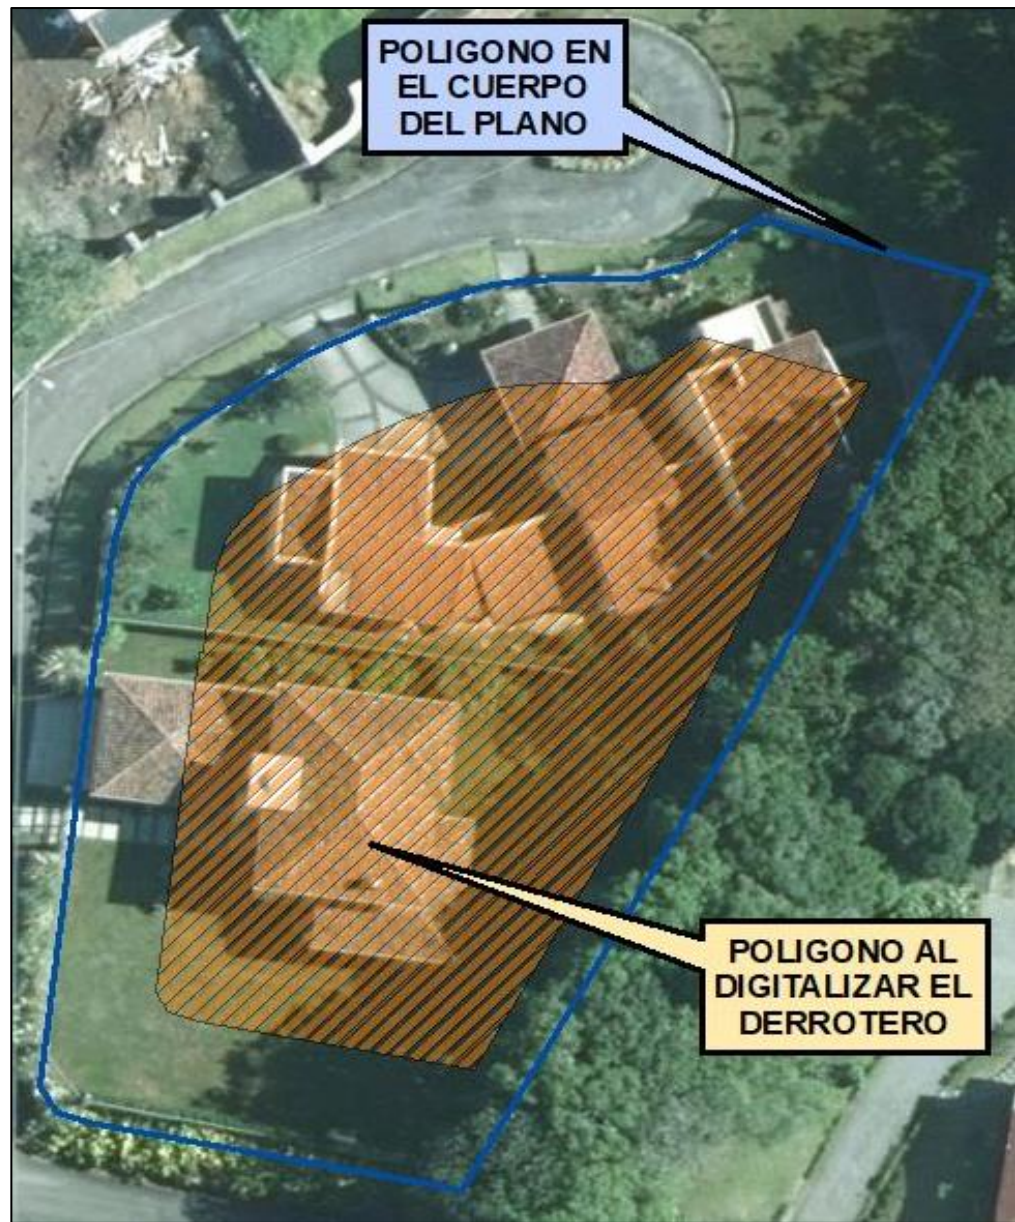 POLIGONO EN
EL CUERPO
DEL PLANO
POLIGONO AL
DIGITALIZAR EL
DERROTERO